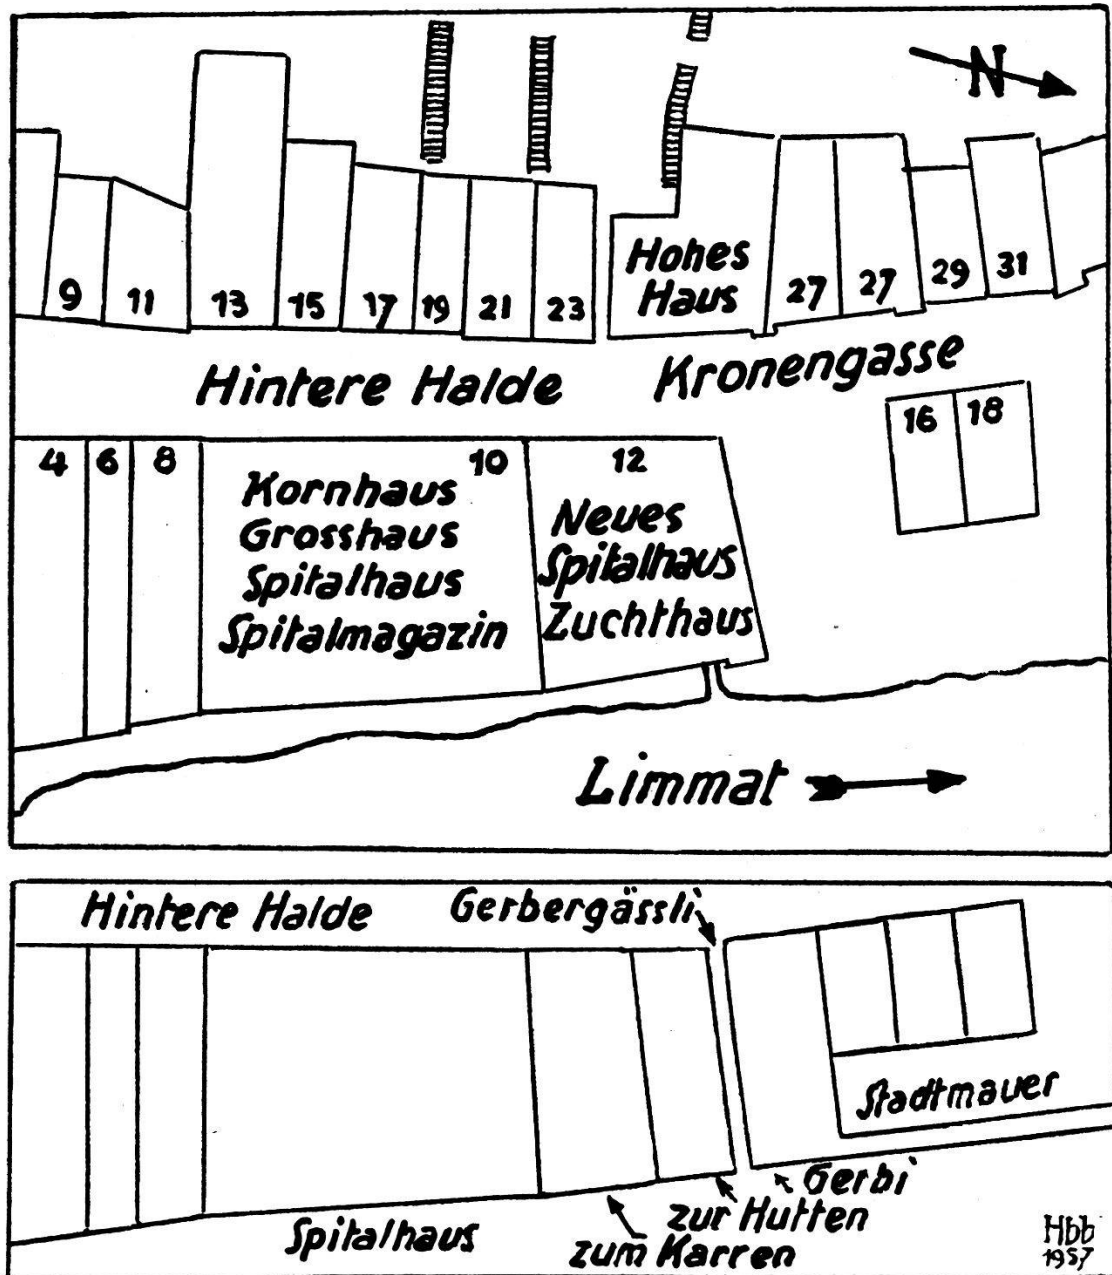 N
Hohes
Haus
9 11 13 15 17 19 21 23 27 27 29 31
Hintere Halde Kronengasse
16 18
4 6 8 10 12
Kornhaus
Grosshaus
Spitalhaus
Spitalmagazin
Neues
Spitalhaus
Zuchthaus
Limmat
Hintere Halde Gerbergässli
Stadtmauer
Gerbi
zur Hutten
zum Karren
Spitalhaus
Hbb
1957